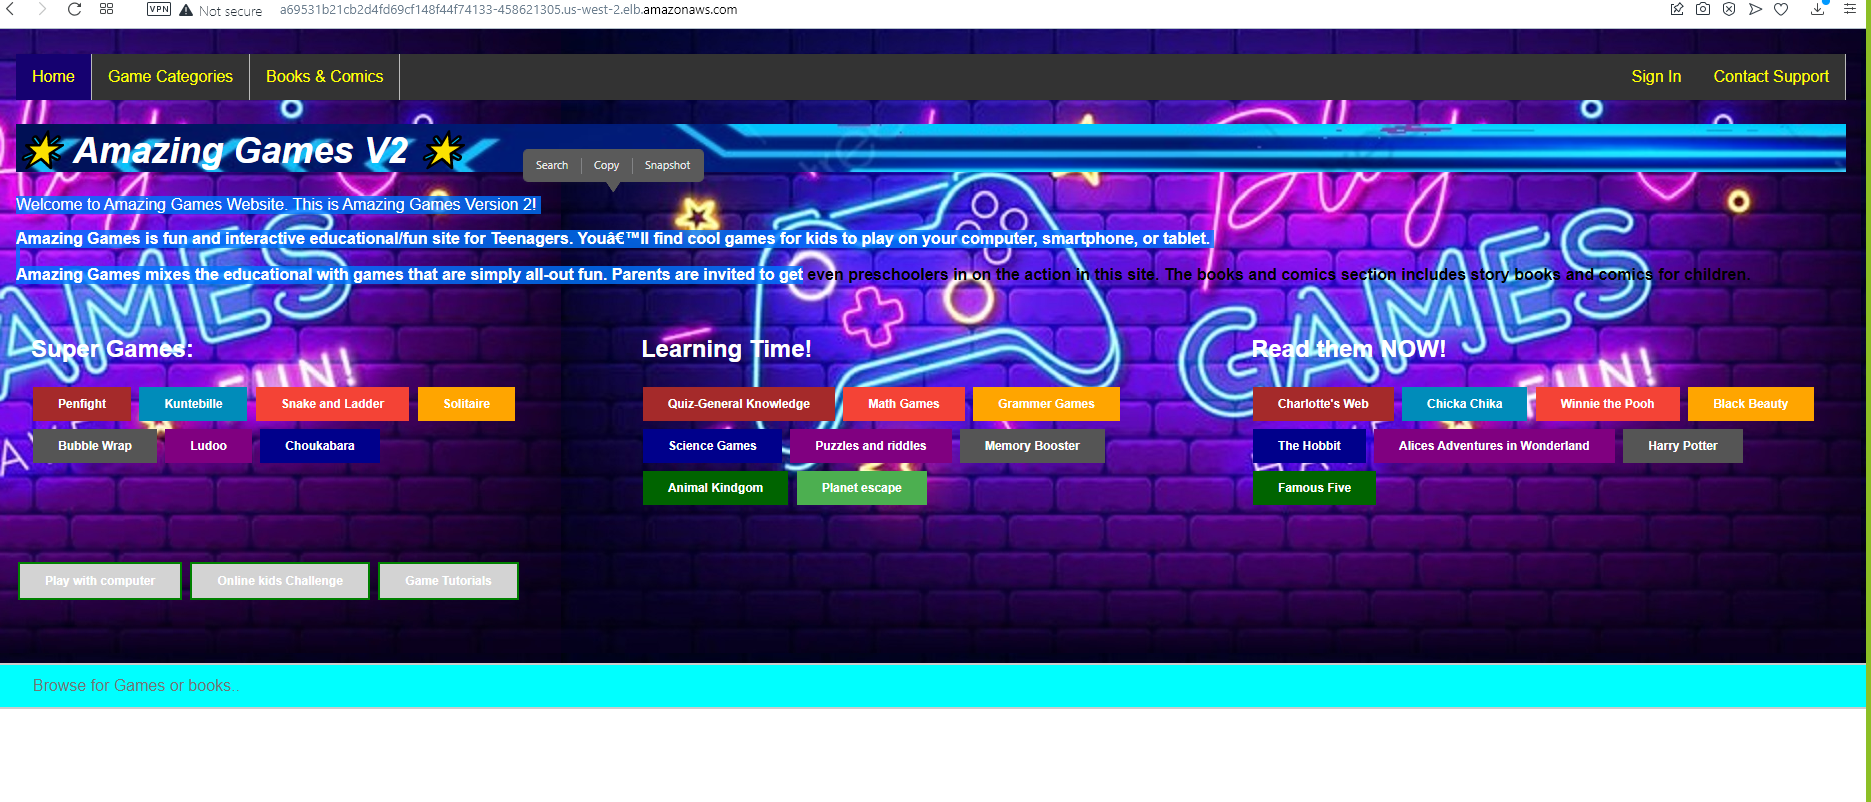 VPN Not secure a69531b21cb2d4fd69cf148f44f74133-458621305.us-west-2.elb.amazonaws.com
Home Game Categories Books & Comics Sign In Contact Support
Amazing Games V2
Search Copy Snapshot
Welcome to Amazing Games Website. This is Amazing Games Version 2!
Amazing Games is fun and interactive educational/fun site for Teenagers. Youâ€™ll find cool games for kids to play on your computer, smartphone, or tablet.
Amazing Games mixes the educational with games that are simply all-out fun. Parents are invited to get even preschoolers in on the action in this site. The books and comics section includes story books and comics for children.
Play
GAMES
FUN!
Super Games:
Penfight Kuntebille Snake and Ladder Solitaire
Bubble Wrap Ludoo Choukabara
Learning Time!
Quiz-General Knowledge Math Games Grammer Games
Science Games Puzzles and riddles Memory Booster
Animal Kindgom Planet escape
Read them NOW!
Charlotte's Web Chicka Chika Winnie the Pooh Black Beauty
The Hobbit Alices Adventures in Wonderland Harry Potter
Famous Five
Play with computer Online kids Challenge Game Tutorials
Browse for Games or books..